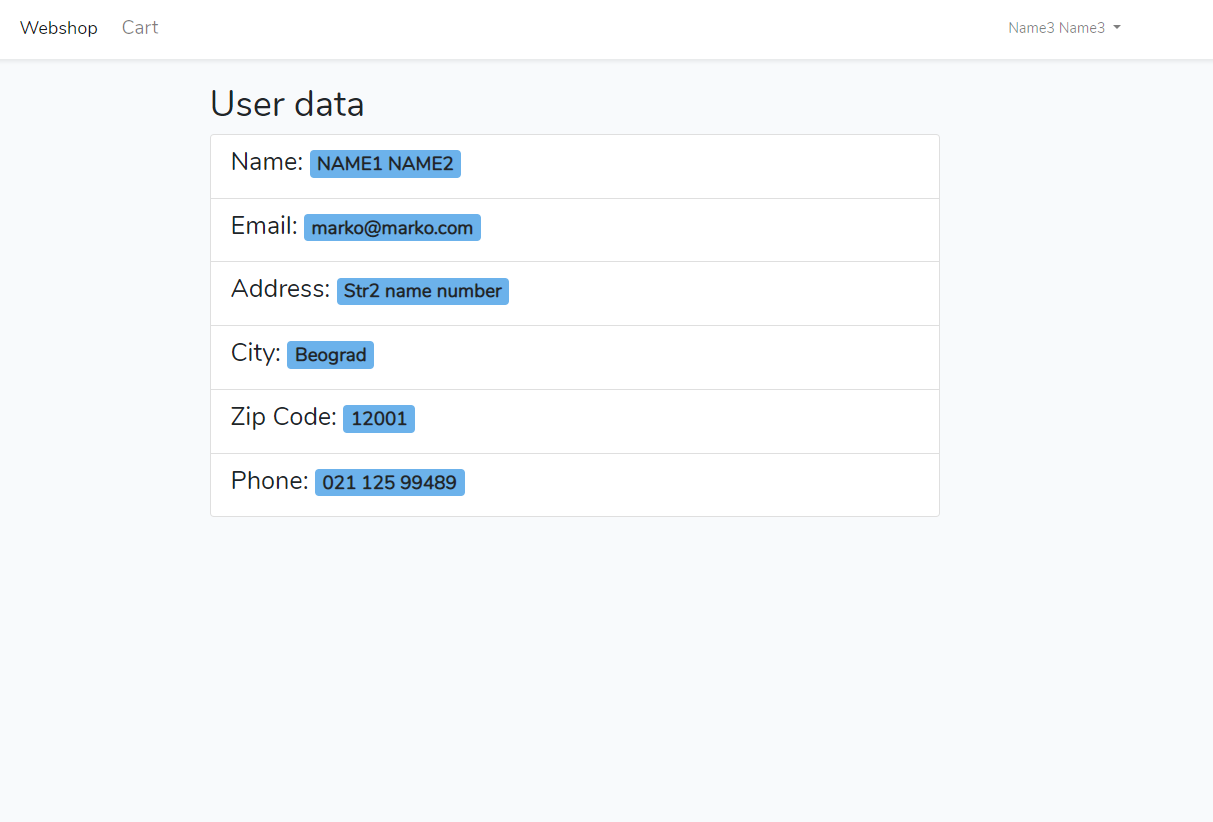 Webshop Cart Name3 Name3
User data
Name: NAME1 NAME2
Email: marko@marko.com
Address: Str2 name number
City: Beograd
Zip Code: 12001
Phone: 021 125 99489